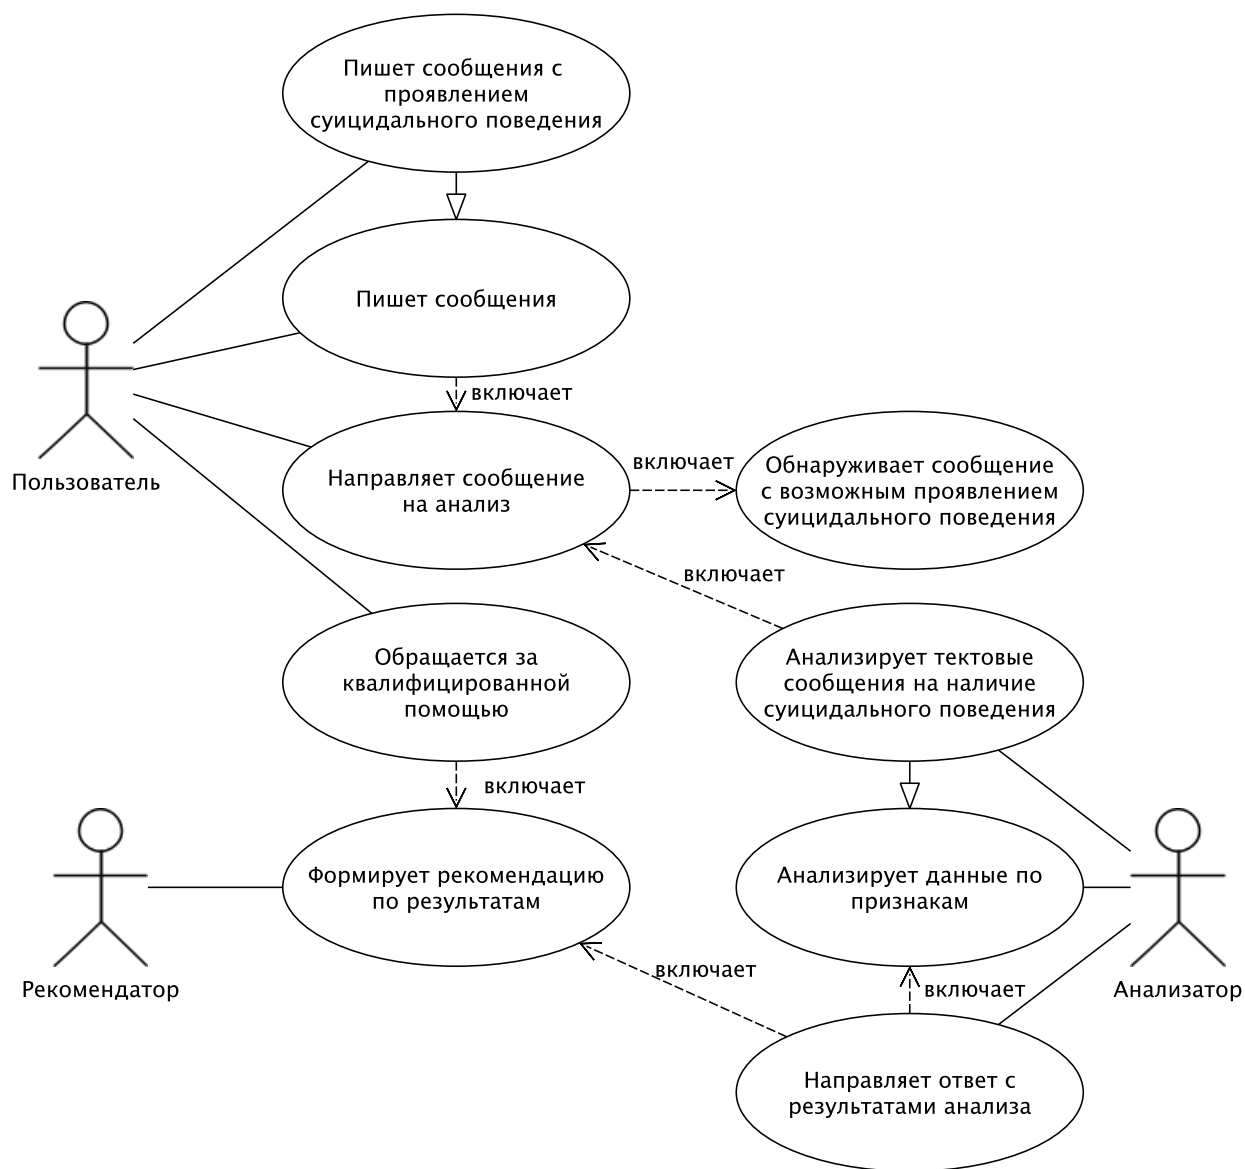 Пишет сообщения с
проявлением
суицидального поведения
Пишет сообщения
включает
Пользователь
Направляет сообщение
на анализ
включает
Обнаруживает сообщение
с возможным проявлением
суицидального поведения
включает
Обращается за
квалифицированной
помощью
Анализирует тектовые
сообщения на наличие
суицидального поведения
включает
Формирует рекомендацию
по результатам
Анализирует данные по
признакам
Рекомендатор
включает
включает
Анализатор
Направляет ответ с
результатами анализа